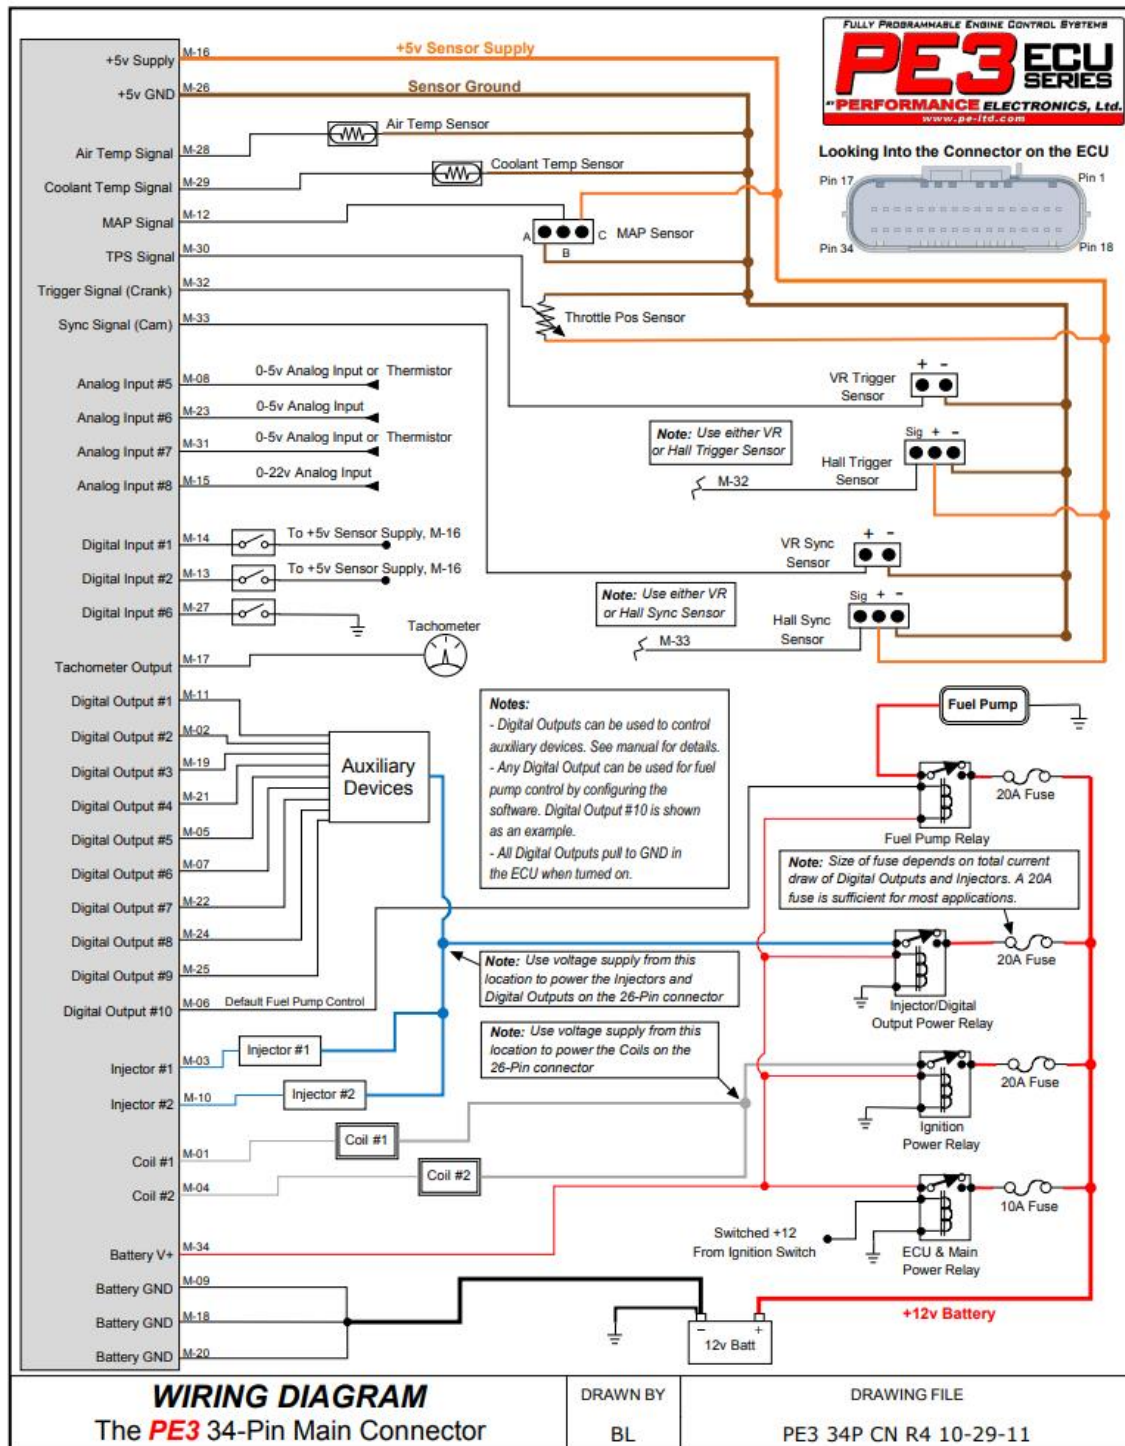 FULLY PROGRAMMABLE ENGINE CONTROL SYSTEMS
PE3 ECU
SERIES
BY PERFORMANCE ELECTRONICS, Ltd.
www.pe-ltd.com
Looking Into the Connector on the ECU
Pin 17
Pin 1
Pin 34
Pin 18
+5v Supply M-16 +5v Sensor Supply
+5v GND M-26 Sensor Ground
Air Temp Sensor
Air Temp Signal M-28
Coolant Temp Sensor
Coolant Temp Signal M-29
MAP Signal M-12
A B C MAP Sensor
TPS Signal M-30
Trigger Signal (Crank) M-32
Throttle Pos Sensor
Sync Signal (Cam) M-33
Analog Input #5 M-08 0-5v Analog Input or Thermistor
Analog Input #6 M-23 0-5v Analog Input
Analog Input #7 M-31 0-5v Analog Input or Thermistor
Analog Input #8 M-15 0-22v Analog Input
+ -
VR Trigger
Sensor
Note: Use either VR
or Hall Trigger Sensor
Sig + -
Hall Trigger
Sensor
M-32
Digital Input #1 M-14 To +5v Sensor Supply, M-16
Digital Input #2 M-13 To +5v Sensor Supply, M-16
Digital Input #6 M-27
+ -
VR Sync
Sensor
Note: Use either VR
or Hall Sync Sensor
Sig + -
Hall Sync
Sensor
M-33
Tachometer
Tachometer Output M-17
Digital Output #1 M-11
Digital Output #2 M-02
Digital Output #3 M-19
Digital Output #4 M-21
Digital Output #5 M-05
Digital Output #6 M-07
Digital Output #7 M-22
Digital Output #8 M-24
Digital Output #9 M-25
Digital Output #10 M-06 Default Fuel Pump Control
Auxiliary
Devices
Notes:
- Digital Outputs can be used to control
auxiliary devices. See manual for details.
- Any Digital Output can be used for fuel
pump control by configuring the
software. Digital Output #10 is shown
as an example.
- All Digital Outputs pull to GND in
the ECU when turned on.
Fuel Pump
20A Fuse
Fuel Pump Relay
Note: Size of fuse depends on total current
draw of Digital Outputs and Injectors. A 20A
fuse is sufficient for most applications.
20A Fuse
Injector/Digital
Output Power Relay
Note: Use voltage supply from this
location to power the Injectors and
Digital Outputs on the 26-Pin connector
Note: Use voltage supply from this
location to power the Coils on the
26-Pin connector
Injector #1 M-03 Injector #1
Injector #2 M-10 Injector #2
20A Fuse
Ignition
Power Relay
Coil #1 M-01 Coil #1
Coil #2 M-04 Coil #2
10A Fuse
Switched +12
From Ignition Switch
ECU & Main
Power Relay
Battery V+ M-34
Battery GND M-09
Battery GND M-18
Battery GND M-20
+12v Battery
- +
12v Batt
WIRING DIAGRAM
The PE3 34-Pin Main Connector
DRAWN BY
BL
DRAWING FILE
PE3 34P CN R4 10-29-11